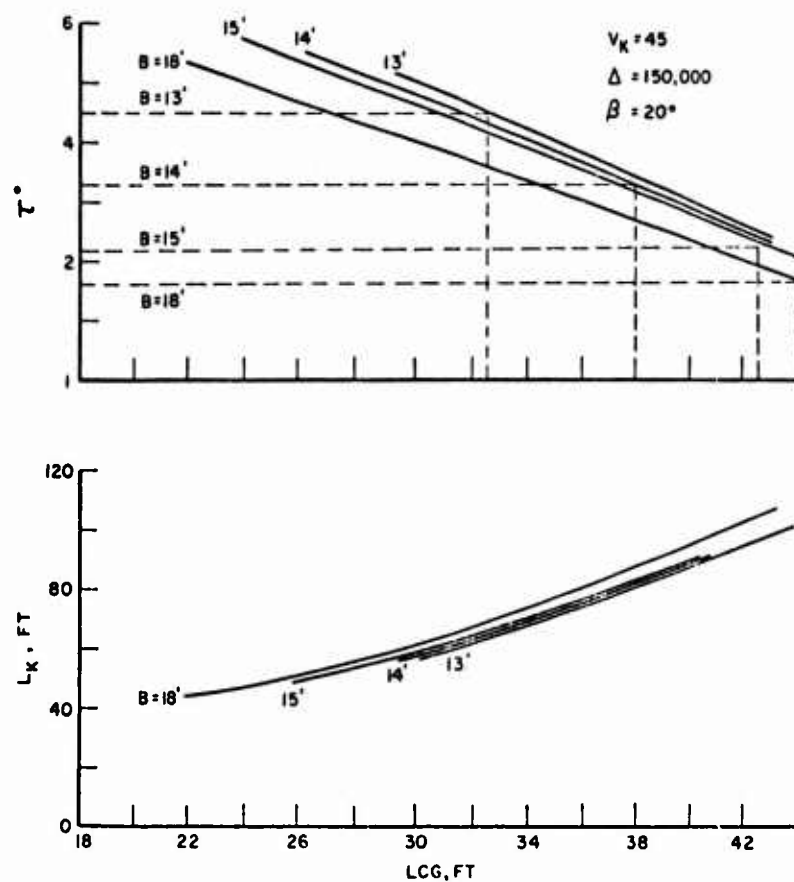 6
15'
14'
13'
V_K = 45
B = 18'
Δ = 150,000
B = 13'
β = 20°
4
B = 14'
τ°
B = 15'
2
B = 18'
1
120
80
L_K, FT
14'
13'
40
B = 18'
15'
0
18
22
26
30
34
38
42
LCG, FT